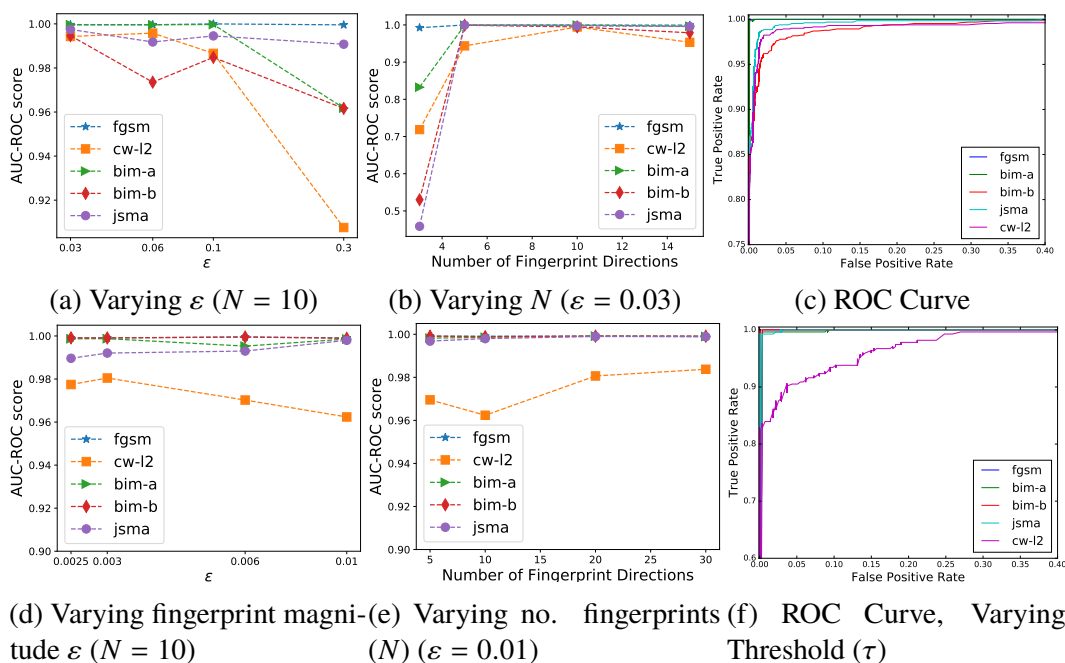 1.00
0.98
0.96
0.94
0.92
AUC-ROC score
fgsm
cw-l2
bim-a
bim-b
jsma
0.03 0.06 0.1 0.3
ε
(a) Varying ε (N = 10)
1.0
0.9
0.8
0.7
0.6
0.5
AUC-ROC score
fgsm
cw-l2
bim-a
bim-b
jsma
4 6 8 10 12 14
Number of Fingerprint Directions
(b) Varying N (ε = 0.03)
1.00
0.95
0.90
0.85
0.80
0.75
True Positive Rate
fgsm
bim-a
bim-b
jsma
cw-l2
0.00 0.05 0.10 0.15 0.20 0.25 0.30 0.35 0.40
False Positive Rate
(c) ROC Curve
1.00
0.98
0.96
0.94
0.92
0.90
AUC-ROC score
fgsm
cw-l2
bim-a
bim-b
jsma
0.0025 0.003 0.006 0.01
ε
(d) Varying fingerprint magni-
tude ε (N = 10)
1.00
0.98
0.96
0.94
0.92
0.90
AUC-ROC score
fgsm
cw-l2
bim-a
bim-b
jsma
5 10 15 20 25 30
Number of Fingerprint Directions
(e) Varying no. fingerprints
(N) (ε = 0.01)
1.0
0.9
0.8
0.7
0.6
True Positive Rate
fgsm
bim-a
bim-b
jsma
cw-l2
0.00 0.05 0.10 0.15 0.20 0.25 0.30 0.35 0.40
False Positive Rate
(f) ROC Curve, Varying
Threshold (τ)